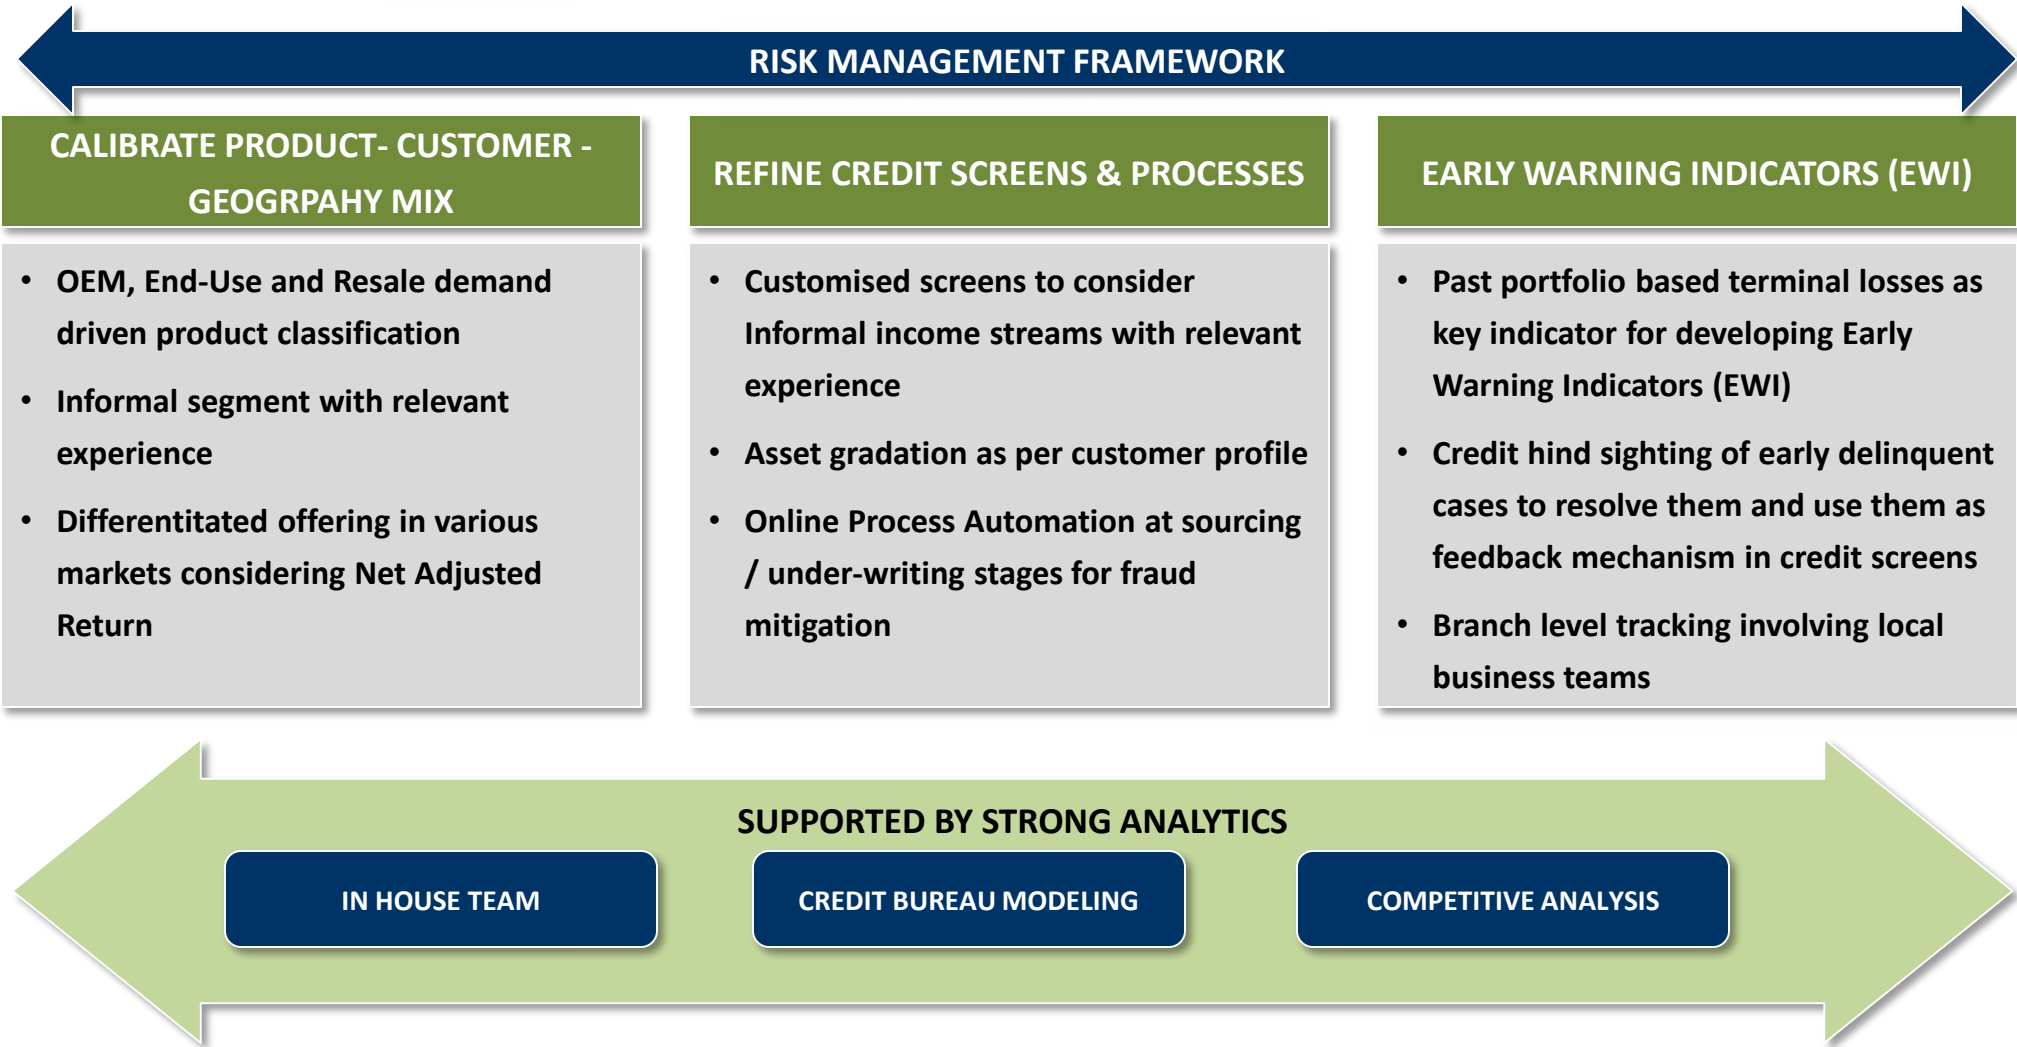 RISK MANAGEMENT FRAMEWORK
CALIBRATE PRODUCT- CUSTOMER -
GEOGRPAHY MIX
• OEM, End-Use and Resale demand
driven product classification
• Informal segment with relevant
experience
• Differentitated offering in various
markets considering Net Adjusted
Return
REFINE CREDIT SCREENS & PROCESSES
• Customised screens to consider
Informal income streams with relevant
experience
• Asset gradation as per customer profile
• Online Process Automation at sourcing
/ under-writing stages for fraud
mitigation
EARLY WARNING INDICATORS (EWI)
• Past portfolio based terminal losses as
key indicator for developing Early
Warning Indicators (EWI)
• Credit hind sighting of early delinquent
cases to resolve them and use them as
feedback mechanism in credit screens
• Branch level tracking involving local
business teams
SUPPORTED BY STRONG ANALYTICS
IN HOUSE TEAM
CREDIT BUREAU MODELING
COMPETITIVE ANALYSIS